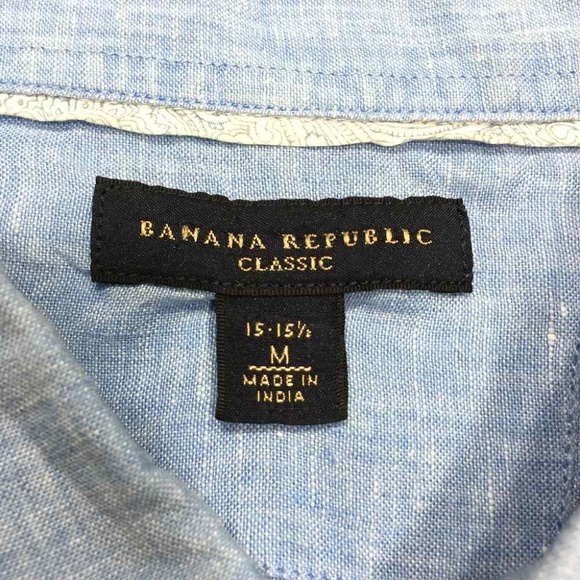 BANANA REPUBLIC
CLASSIC
15-15½
M
MADE IN
INDIA